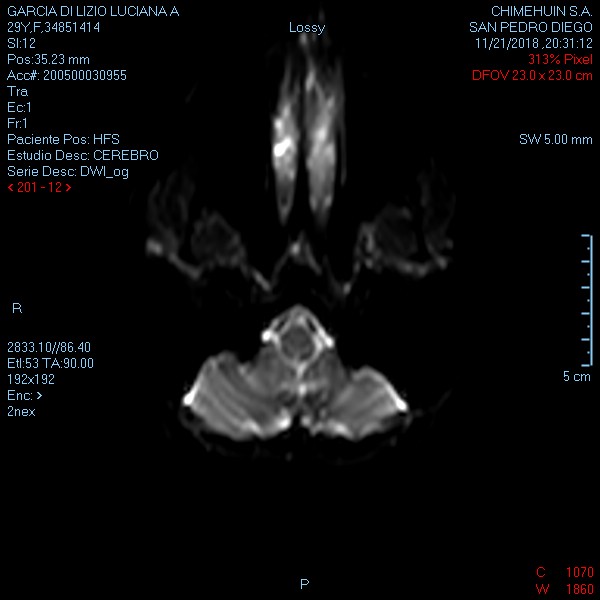 GARCIA DI LIZIO LUCIANA A
29Y,F,34851414
Sl:12
Pos:35.23 mm
Acc#: 200500030955
Tra
Ec:1
Fr:1
Paciente Pos: HFS
Estudio Desc: CEREBRO
Serie Desc: DWI_og
< 201 - 12 >
Lossy
CHIMEHUIN S.A.
SAN PEDRO DIEGO
11/21/2018 ,20:31:12
313% Pixel
DFOV 23.0 x 23.0 cm
SW 5.00 mm
R
2833.10//86.40
Etl:53 TA:90.00
192x192
Enc: >
2nex
5 cm
P
C 1070
W 1860